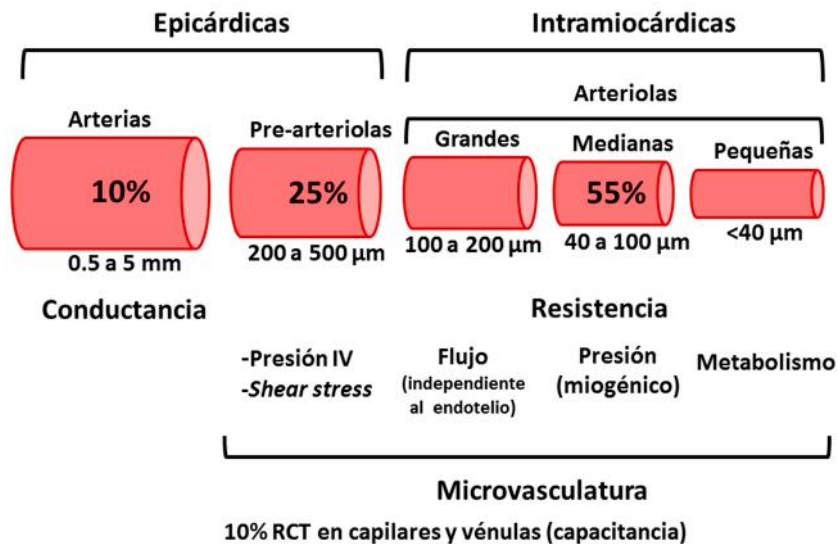 Epicárdicas
Intramiocárdicas
Arteriolas
Arterias
Pre-arteriolas
Grandes
Medianas
Pequeñas
10%
25%
55%
0.5 a 5 mm
200 a 500 µm
100 a 200 µm
40 a 100 µm
<40 µm
Conductancia
Resistencia
-Presión IV
-Shear stress
Flujo
(independiente
al endotelio)
Presión
(miogénico)
Metabolismo
Microvasculatura
10% RCT en capilares y vénulas (capacitancia)